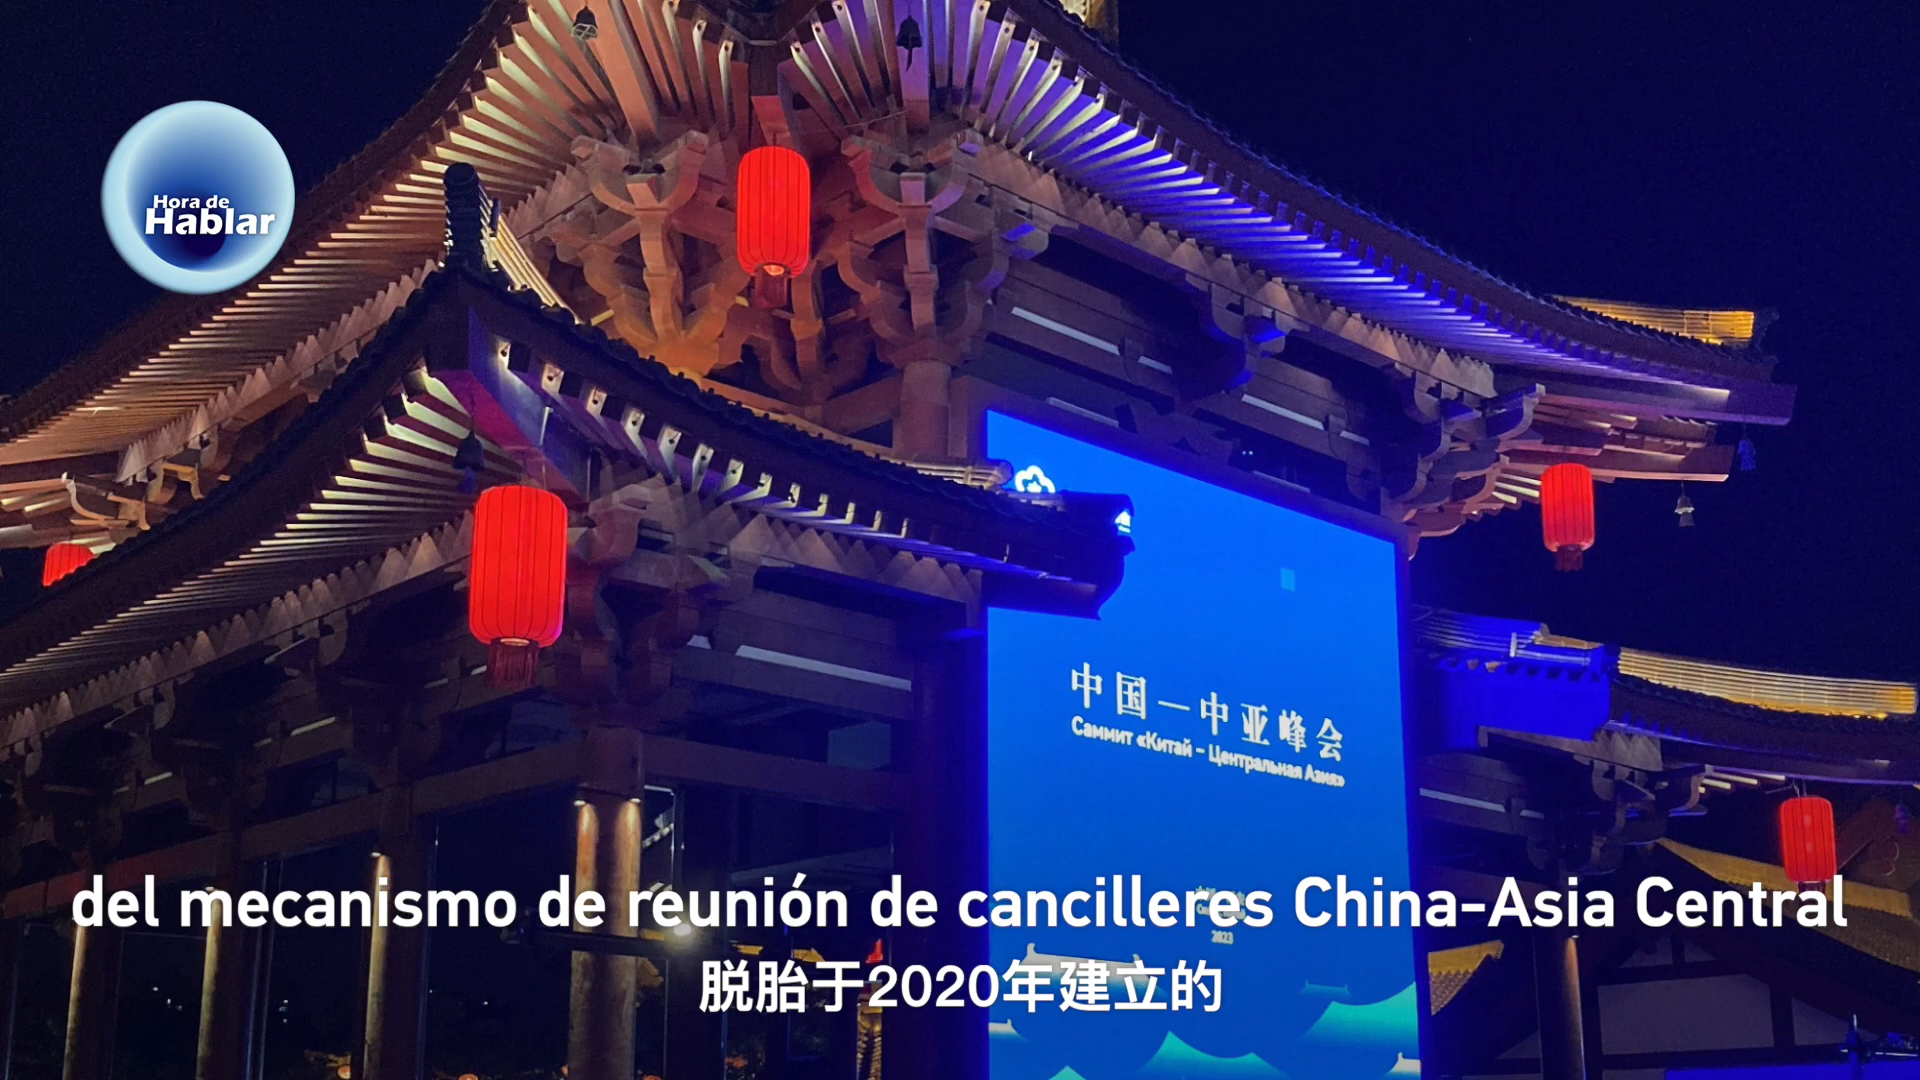 Hora de
Hablar
中国—中亚峰会
Саммит «Китай – Центральная Азия»
2023
del mecanismo de reunión de cancilleres China-Asia Central
脱胎于2020年建立的